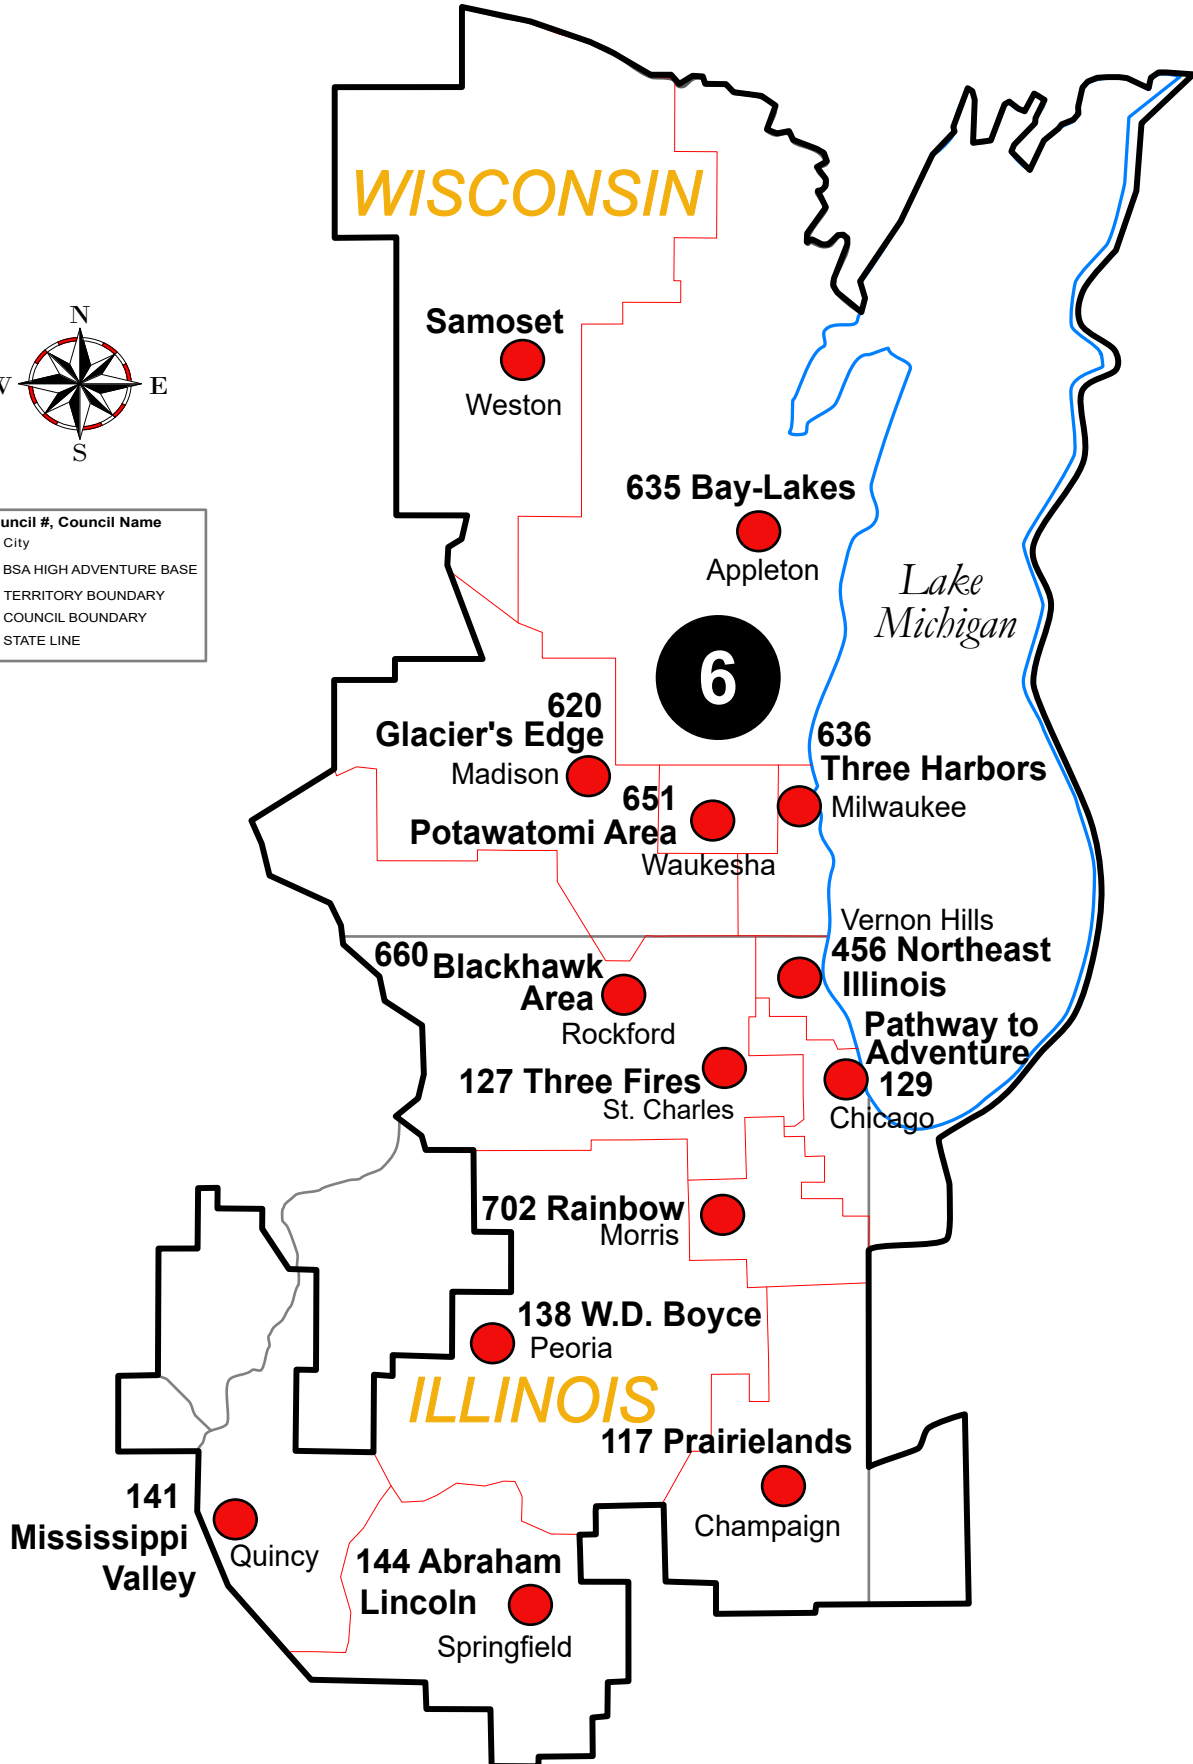 WISCONSIN
N
E
S
Samoset
Weston
635 Bay-Lakes
Appleton
uncil #, Council Name
City
BSA HIGH ADVENTURE BASE
TERRITORY BOUNDARY
COUNCIL BOUNDARY
STATE LINE
Lake
Michigan
6
620
Glacier's Edge
Madison
636
Three Harbors
Milwaukee
651
Potawatomi Area
Waukesha
Vernon Hills
456 Northeast
Illinois
660 Blackhawk
Area
Rockford
Pathway to
Adventure
129
Chicago
127 Three Fires
St. Charles
702 Rainbow
Morris
138 W.D. Boyce
Peoria
ILLINOIS
117 Prairielands
Champaign
141
Mississippi
Valley
Quincy
144 Abraham
Lincoln
Springfield